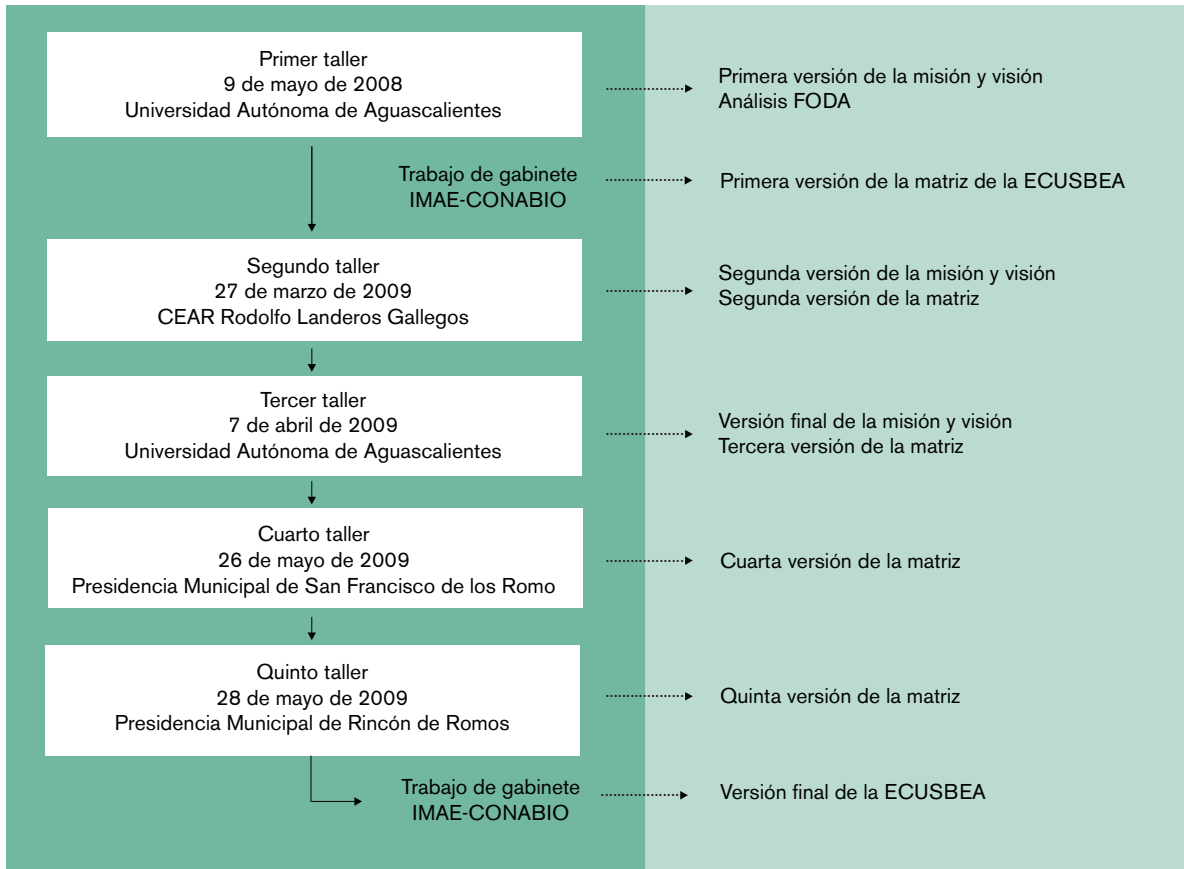 Primer taller
9 de mayo de 2008
Universidad Autónoma de Aguascalientes
Primera versión de la misión y visión
Análisis FODA
Trabajo de gabinete
IMAE-CONABIO
Primera versión de la matriz de la ECUSBEA
Segundo taller
27 de marzo de 2009
CEAR Rodolfo Landeros Gallegos
Segunda versión de la misión y visión
Segunda versión de la matriz
Tercer taller
7 de abril de 2009
Universidad Autónoma de Aguascalientes
Versión final de la misión y visión
Tercera versión de la matriz
Cuarto taller
26 de mayo de 2009
Presidencia Municipal de San Francisco de los Romo
Cuarta versión de la matriz
Quinto taller
28 de mayo de 2009
Presidencia Municipal de Rincón de Romos
Quinta versión de la matriz
Trabajo de gabinete
IMAE-CONABIO
Versión final de la ECUSBEA